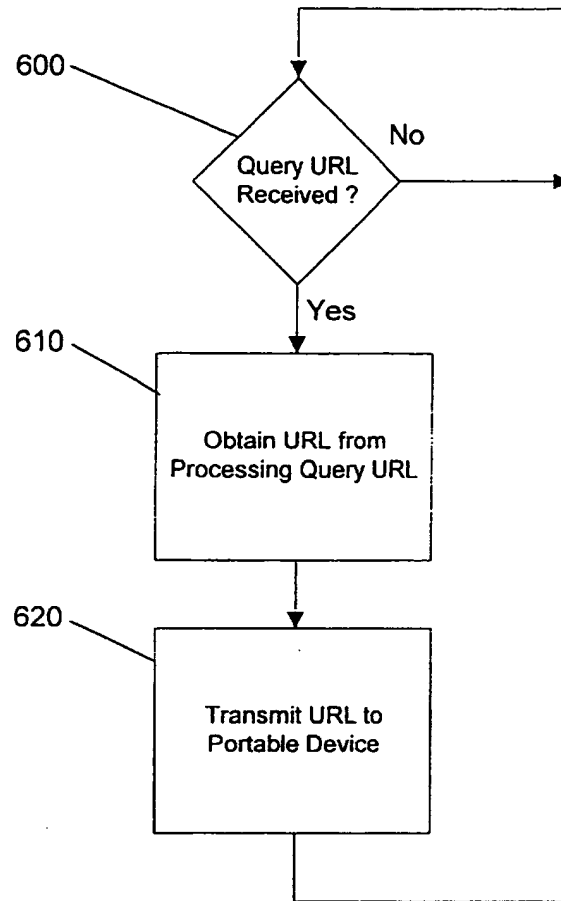 600
No
Query URL
Received ?
Yes
610
Obtain URL from
Processing Query URL
620
Transmit URL to
Portable Device